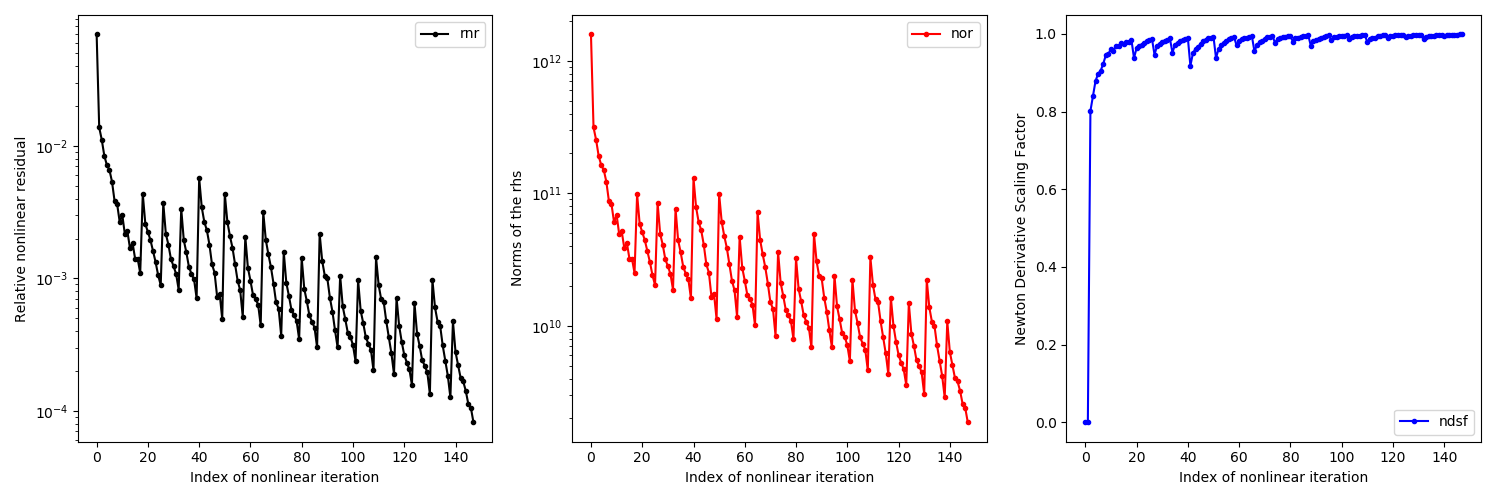 Relative nonlinear residual
10⁻²
10⁻³
10⁻⁴
0 20 40 60 80 100 120 140
Index of nonlinear iteration
rnr
Norms of the rhs
10¹²
10¹¹
10¹⁰
0 20 40 60 80 100 120 140
Index of nonlinear iteration
nor
Newton Derivative Scaling Factor
1.0
0.8
0.6
0.4
0.2
0.0
0 20 40 60 80 100 120 140
Index of nonlinear iteration
ndsf